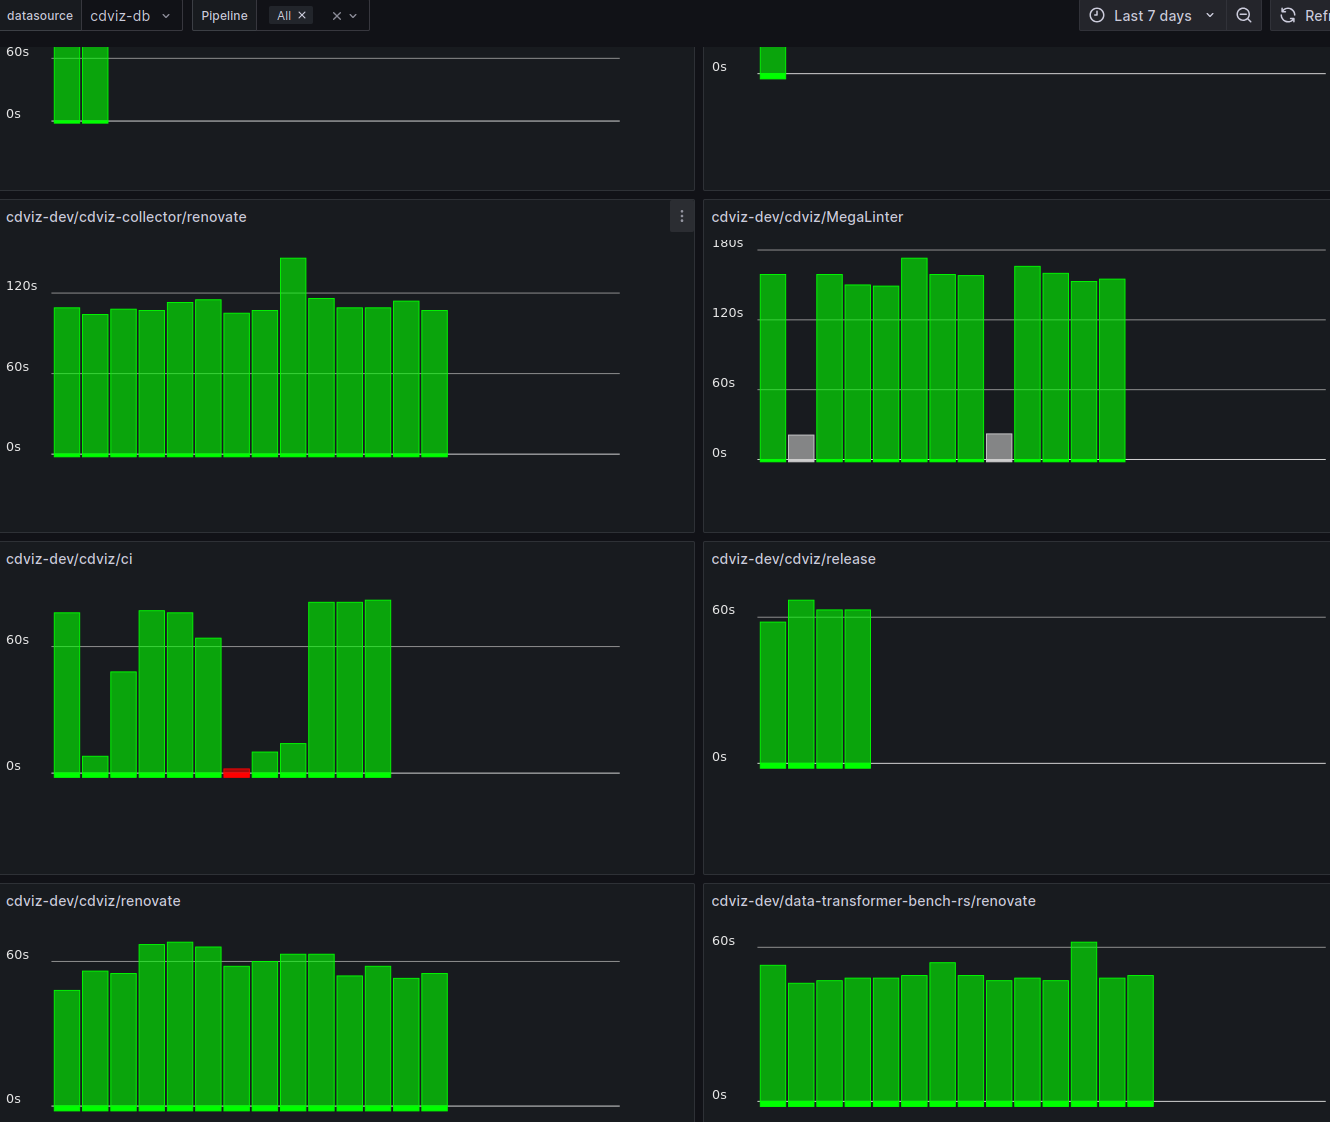 datasource cdviz-db Pipeline All Last 7 days Refr
60s
0s
0s
cdviz-dev/cdviz-collector/renovate
120s
60s
0s
cdviz-dev/cdviz/MegaLinter
180s
120s
60s
0s
cdviz-dev/cdviz/ci
60s
0s
cdviz-dev/cdviz/release
60s
0s
cdviz-dev/cdviz/renovate
60s
0s
cdviz-dev/data-transformer-bench-rs/renovate
60s
0s